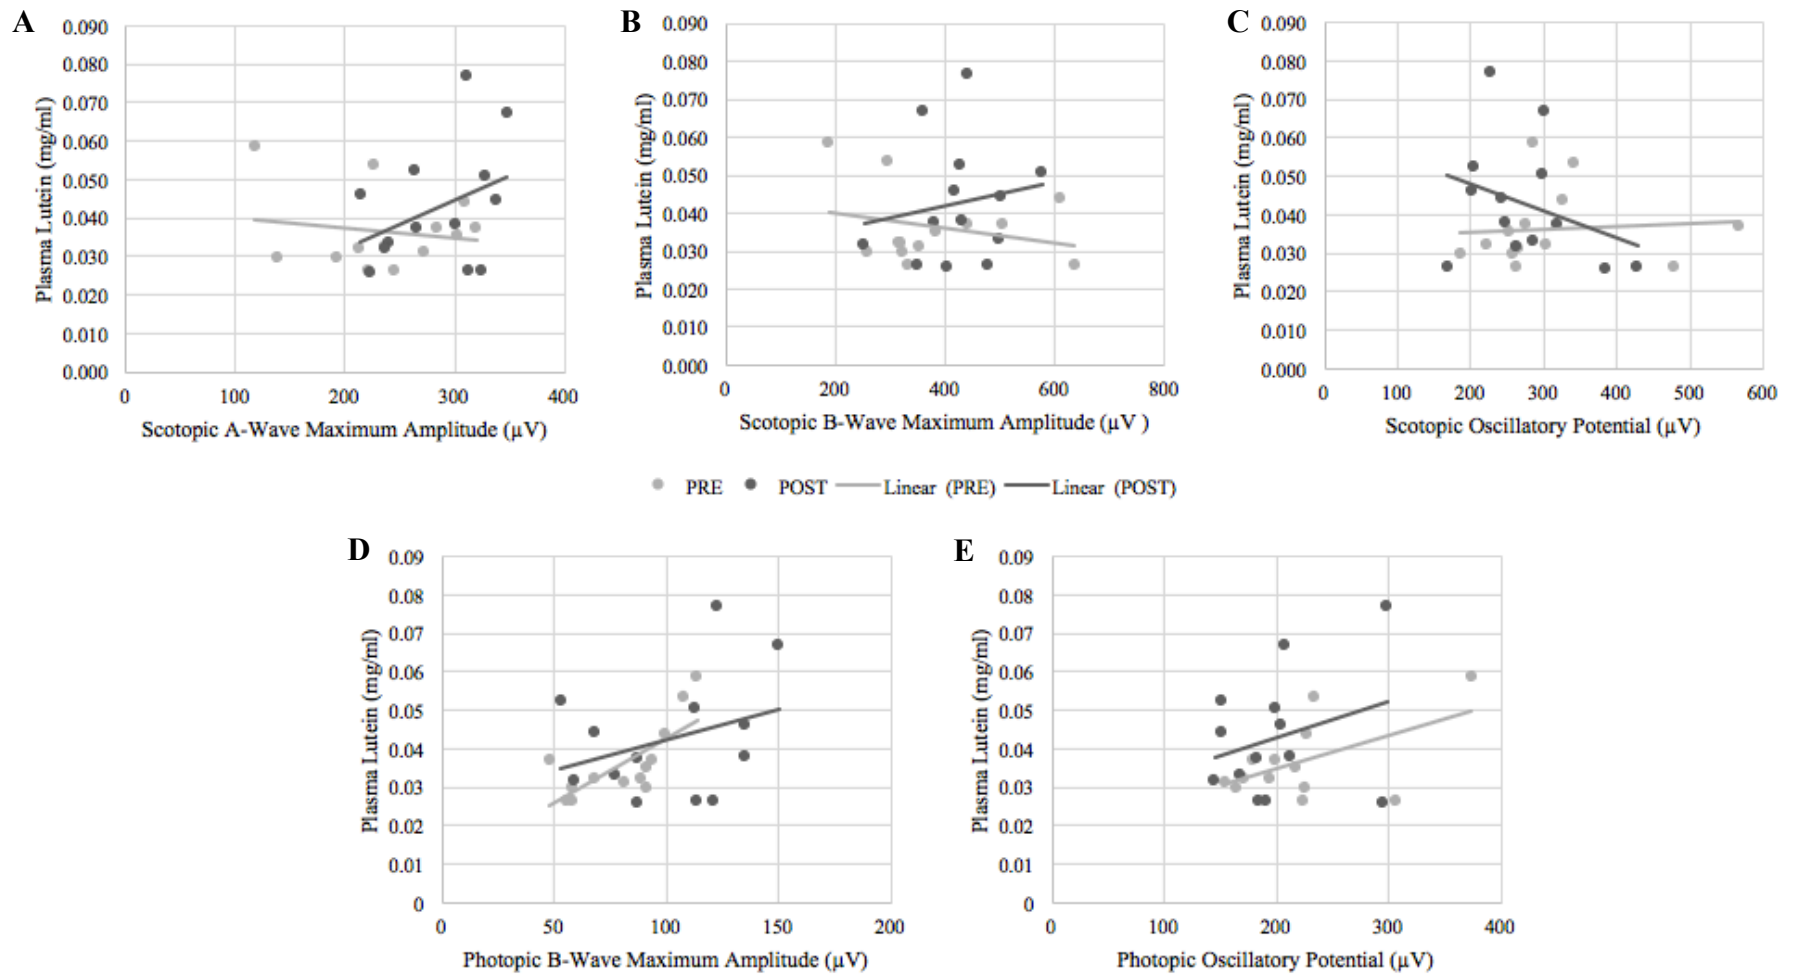 A
0.090
0.080
0.070
0.060
0.050
0.040
0.030
0.020
0.010
0.000
Plasma Lutein (mg/ml)
0 100 200 300 400
Scotopic A-Wave Maximum Amplitude (µV)
B
0.090
0.080
0.070
0.060
0.050
0.040
0.030
0.020
0.010
0.000
Plasma Lutein (mg/ml)
0 200 400 600 800
Scotopic B-Wave Maximum Amplitude (µV )
C
0.090
0.080
0.070
0.060
0.050
0.040
0.030
0.020
0.010
0.000
Plasma Lutein (mg/ml)
0 100 200 300 400 500 600
Scotopic Oscillatory Potential (µV)
PRE POST Linear (PRE) Linear (POST)
D
0.09
0.08
0.07
0.06
0.05
0.04
0.03
0.02
0.01
0
Plasma Lutein (mg/ml)
0 50 100 150 200
Photopic B-Wave Maximum Amplitude (µV)
E
0.09
0.08
0.07
0.06
0.05
0.04
0.03
0.02
0.01
0
Plasma Lutein (mg/ml)
0 100 200 300 400
Photopic Oscillatory Potential (µV)